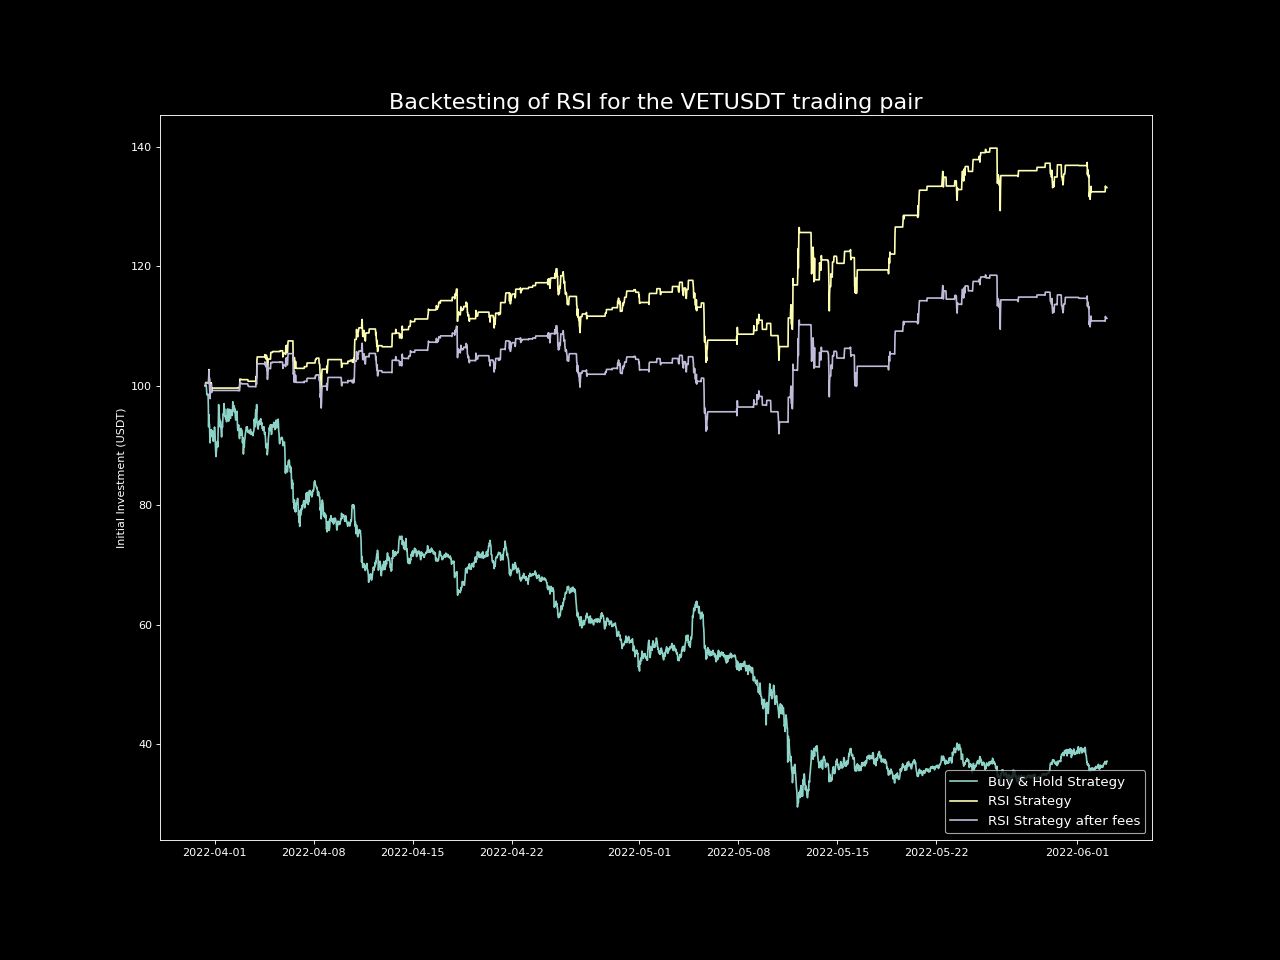 Backtesting of RSI for the VETUSDT trading pair
140
120
100
80
60
40
Initial Investment (USDT)
2022-04-01 2022-04-08 2022-04-15 2022-04-22 2022-05-01 2022-05-08 2022-05-15 2022-05-22 2022-06-01
Buy & Hold Strategy
RSI Strategy
RSI Strategy after fees